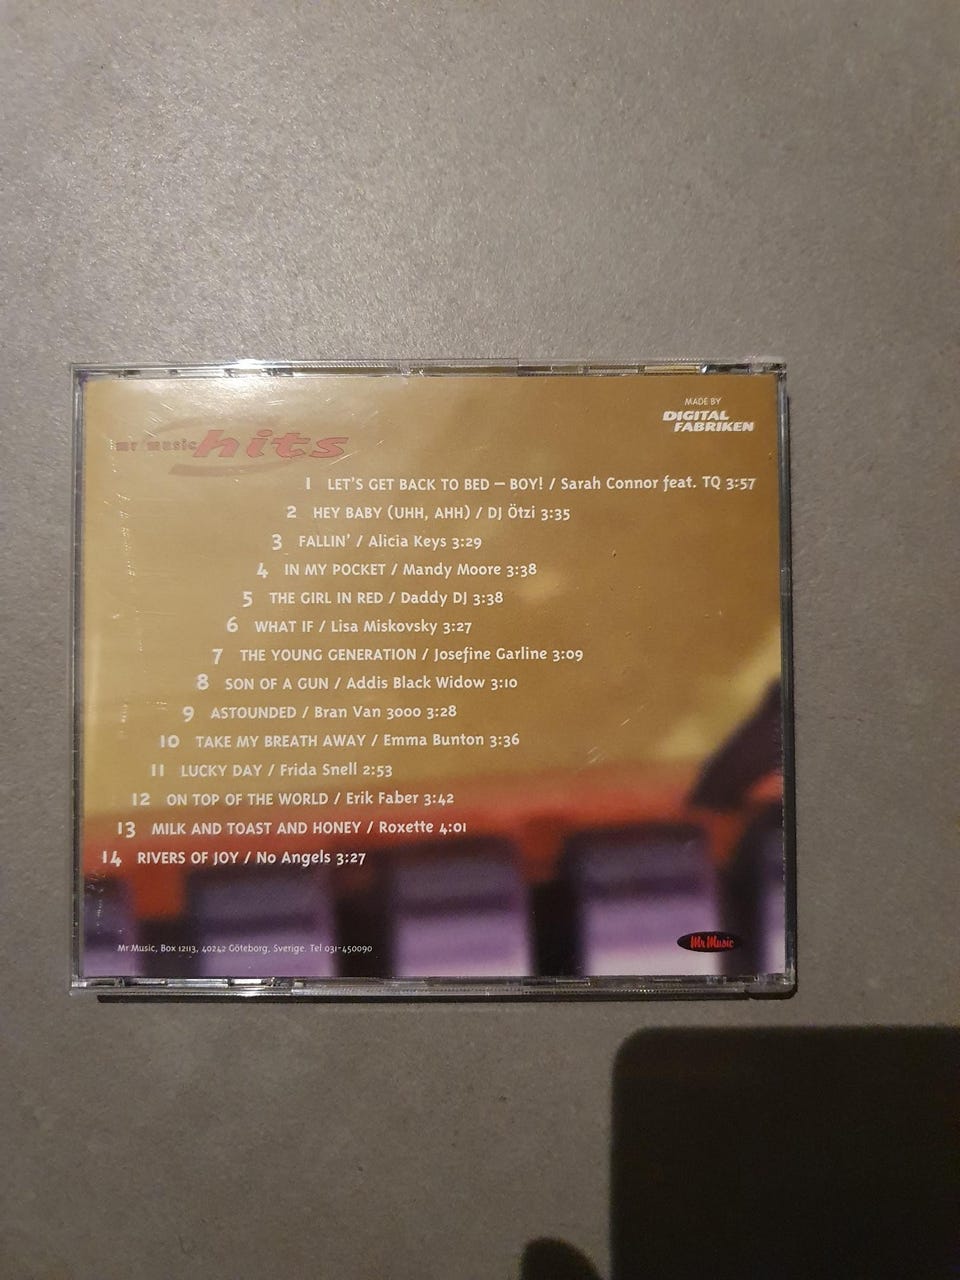 MADE BY
DIGITAL
FABRIKEN
mr music hits
1 LET'S GET BACK TO BED – BOY! / Sarah Connor feat. TQ 3:57
2 HEY BABY (UHH, AHH) / DJ Ötzi 3:35
3 FALLIN' / Alicia Keys 3:29
4 IN MY POCKET / Mandy Moore 3:38
5 THE GIRL IN RED / Daddy DJ 3:38
6 WHAT IF / Lisa Miskovsky 3:27
7 THE YOUNG GENERATION / Josefine Garline 3:09
8 SON OF A GUN / Addis Black Widow 3:10
9 ASTOUNDED / Bran Van 3000 3:28
10 TAKE MY BREATH AWAY / Emma Bunton 3:36
11 LUCKY DAY / Frida Snell 2:53
12 ON TOP OF THE WORLD / Erik Faber 3:42
13 MILK AND TOAST AND HONEY / Roxette 4:01
14 RIVERS OF JOY / No Angels 3:27
Mr Music, Box 12113, 40242 Göteborg, Sverige. Tel 031-450090
Mr Music